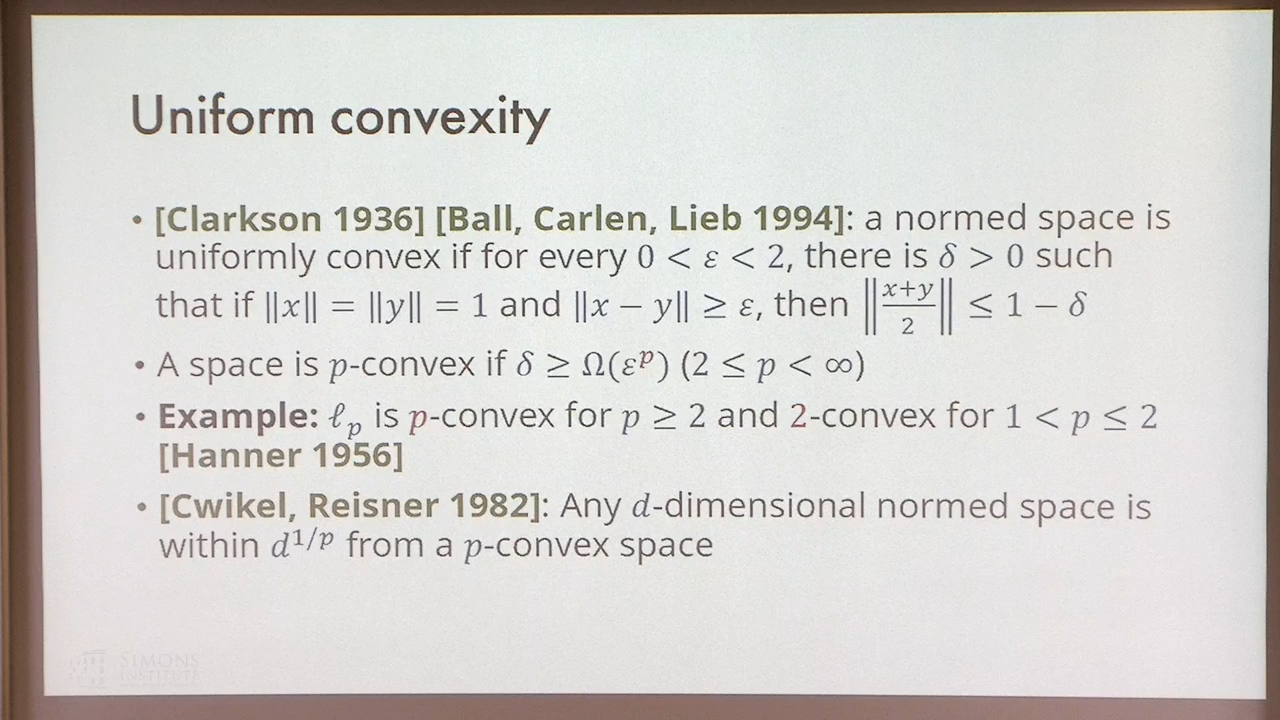 Uniform convexity
• [Clarkson 1936] [Ball, Carlen, Lieb 1994]: a normed space is
uniformly convex if for every 0 < ε < 2, there is δ > 0 such
that if ‖x‖ = ‖y‖ = 1 and ‖x − y‖ ≥ ε, then ‖(x+y)/2‖ ≤ 1 − δ
• A space is p-convex if δ ≥ Ω(εᵖ) (2 ≤ p < ∞)
• Example: ℓₚ is p-convex for p ≥ 2 and 2-convex for 1 < p ≤ 2
[Hanner 1956]
• [Cwikel, Reisner 1982]: Any d-dimensional normed space is
within d^{1/p} from a p-convex space
SIMONS
INSTITUTE